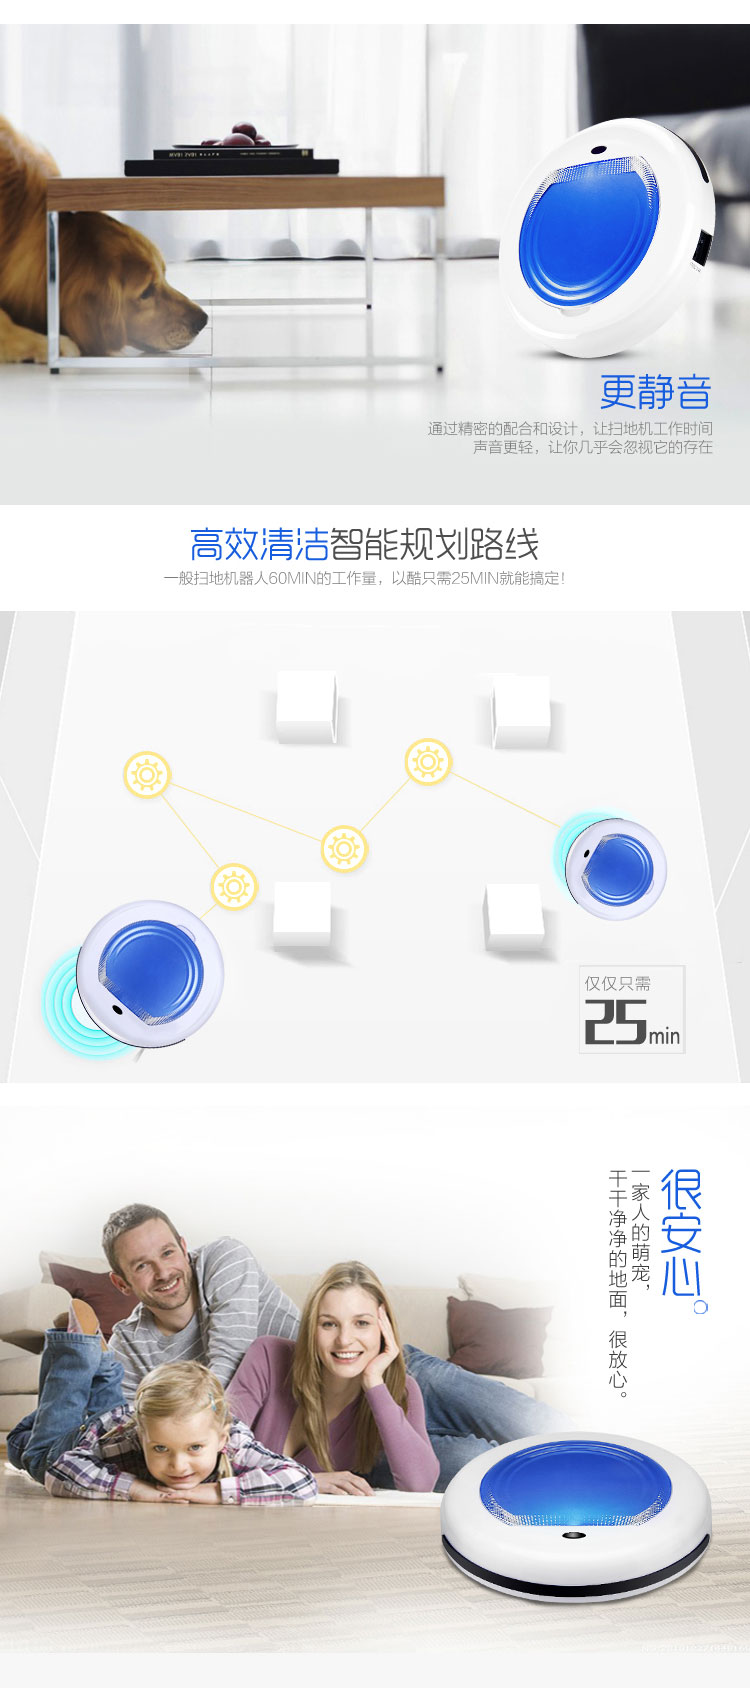 更静音
通过精密的配合和设计，让扫地机工作时间
声音更轻，让你几乎会忽视它的存在
高效清洁智能规划路线
一般扫地机器人60MIN的工作量，以酷只需25MIN就能搞定！
仅仅只需
25min
很安心。
一家人的萌宠，
干干净净的地面，很放心。